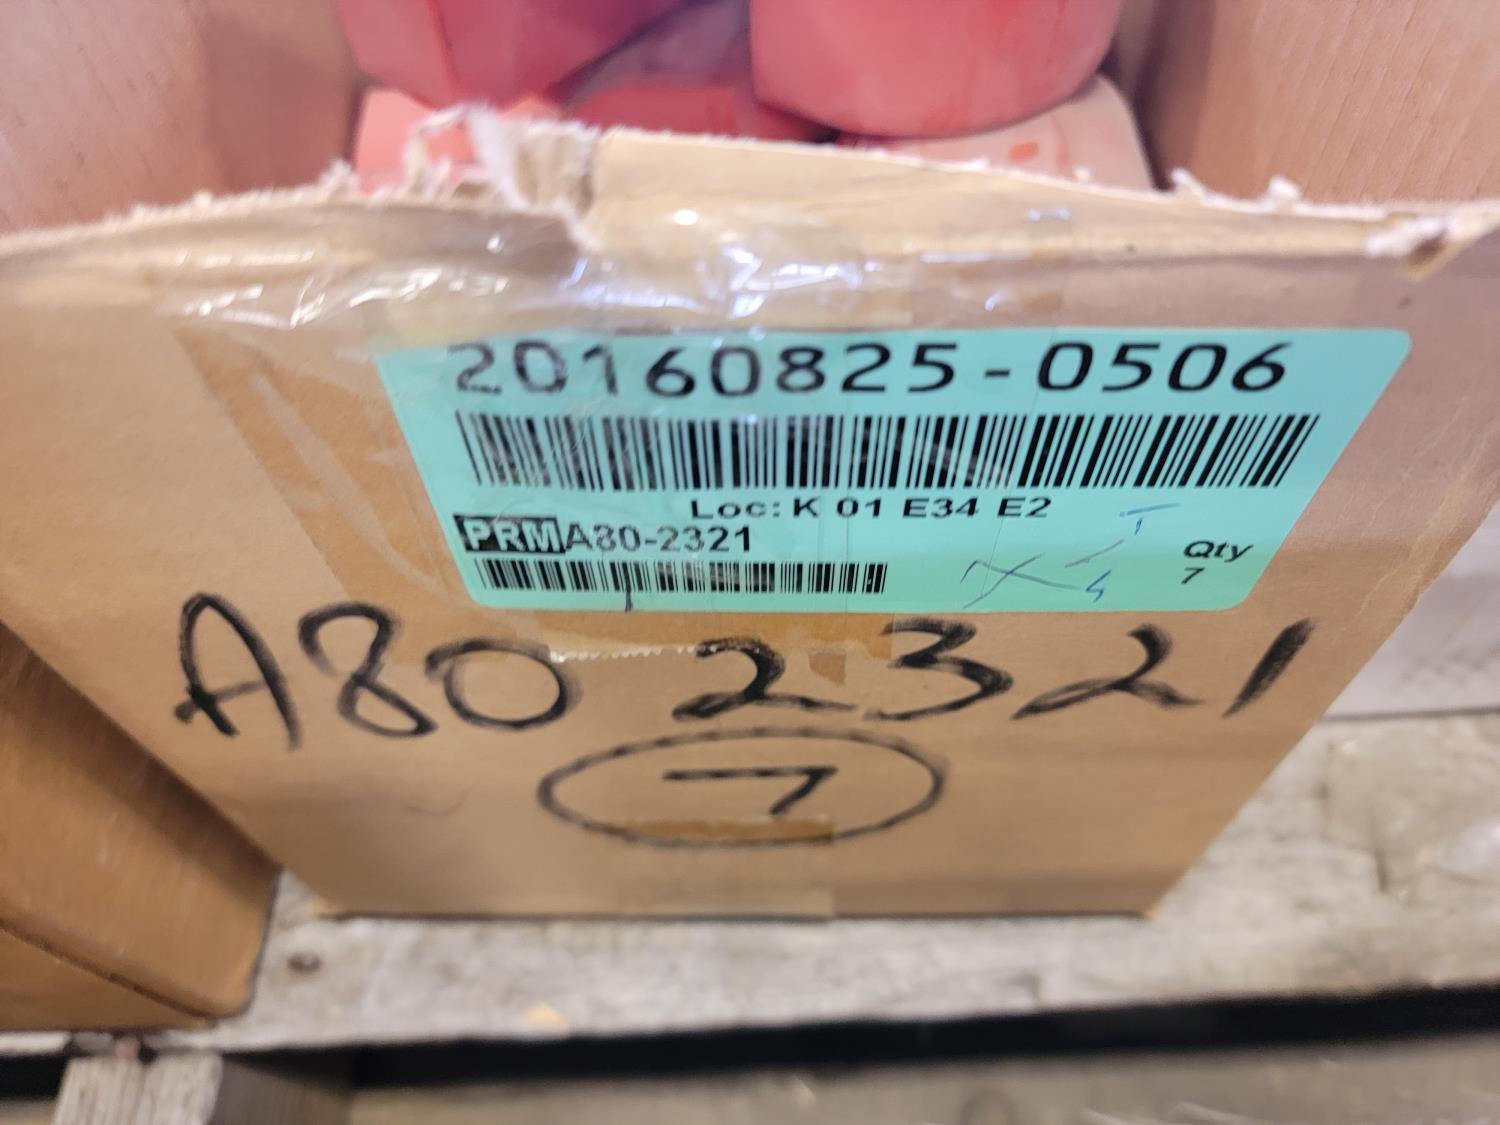 20160825-0506
Loc: K 01 E34 E2
PRMA80-2321
Qty
7
A80 2321
7